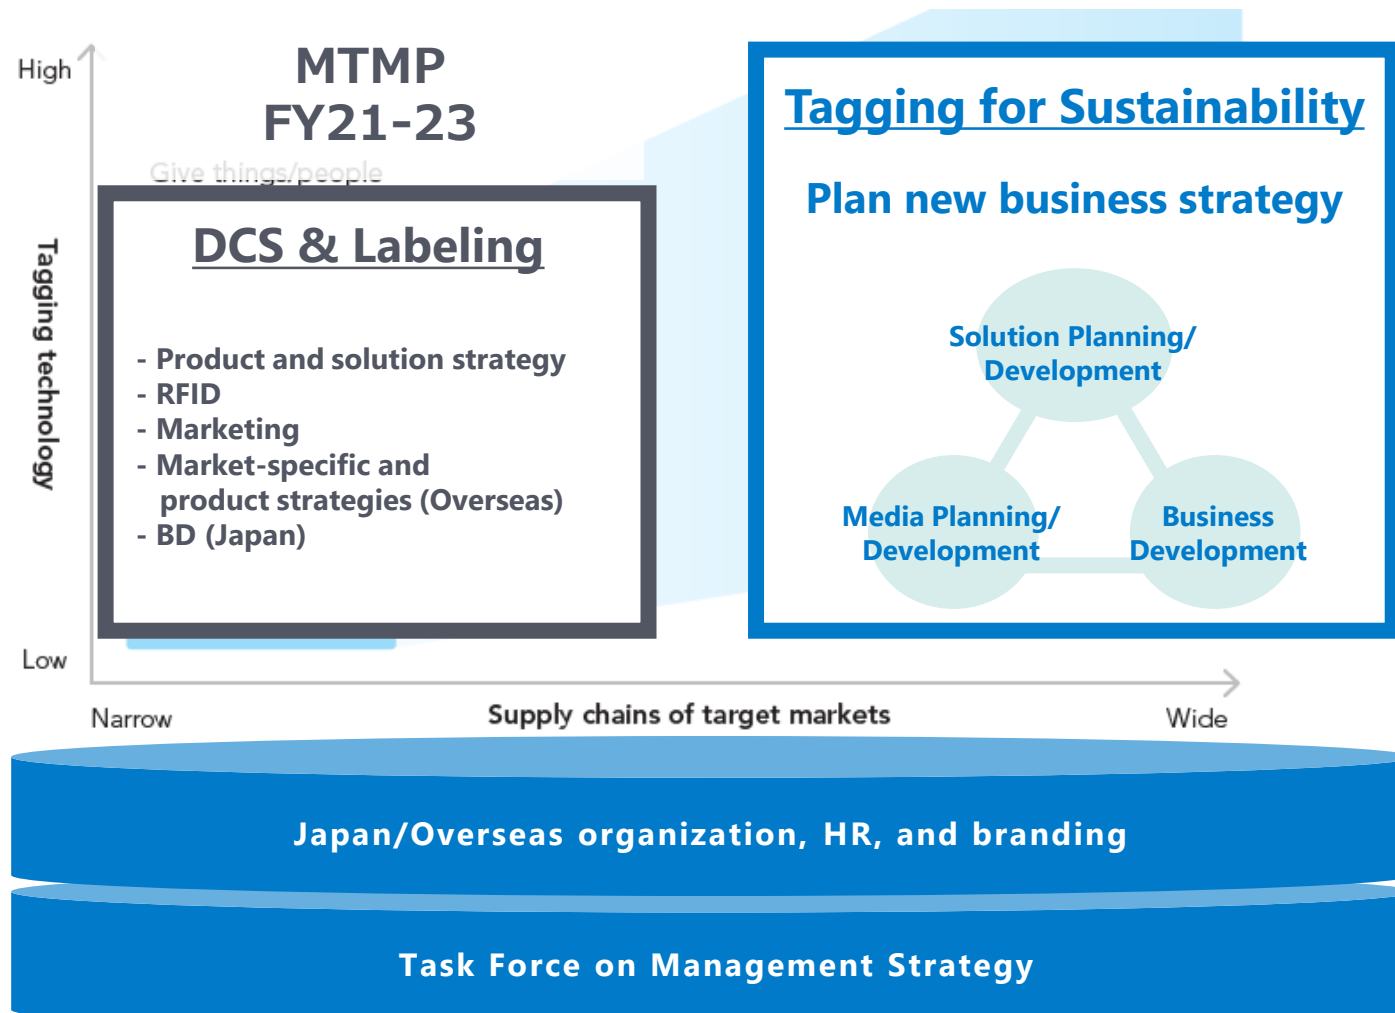 High
MTMP
FY21-23
Give things/people
DCS & Labeling
- Product and solution strategy
- RFID
- Marketing
- Market-specific and
product strategies (Overseas)
- BD (Japan)
Tagging for Sustainability
Plan new business strategy
Solution Planning/
Development
Media Planning/
Development
Business
Development
Tagging technology
Low
Narrow
Supply chains of target markets
Wide
Japan/Overseas organization, HR, and branding
Task Force on Management Strategy